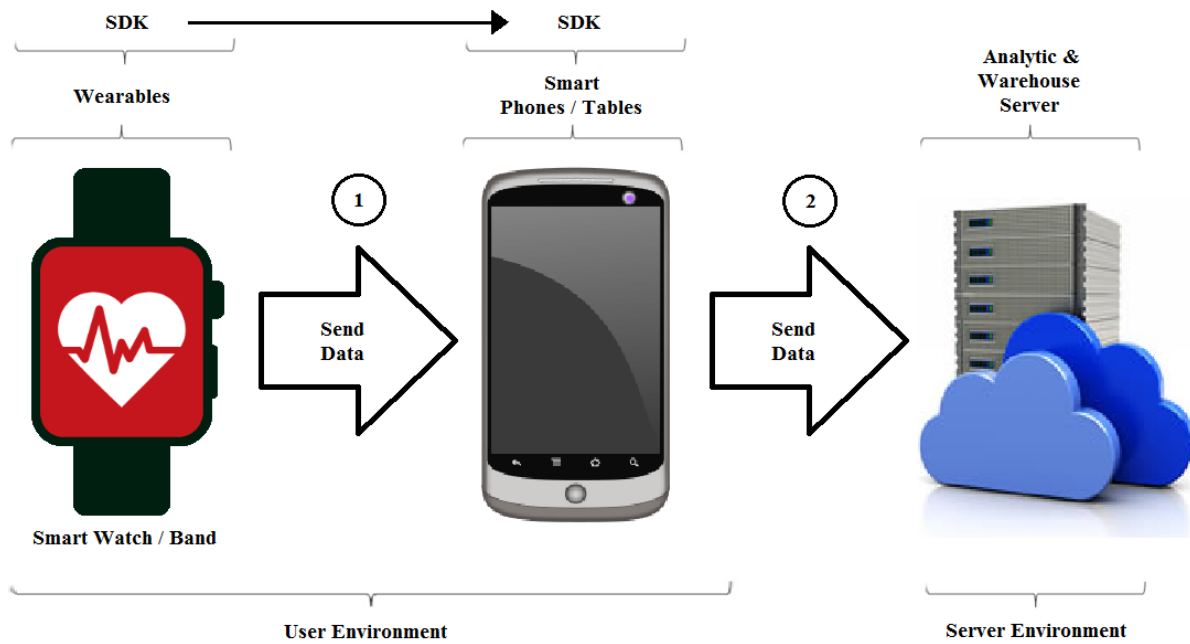 SDK
SDK
Wearables
Smart
Phones / Tables
Analytic &
Warehouse
Server
1
2
Send
Data
Send
Data
Smart Watch / Band
User Environment
Server Environment